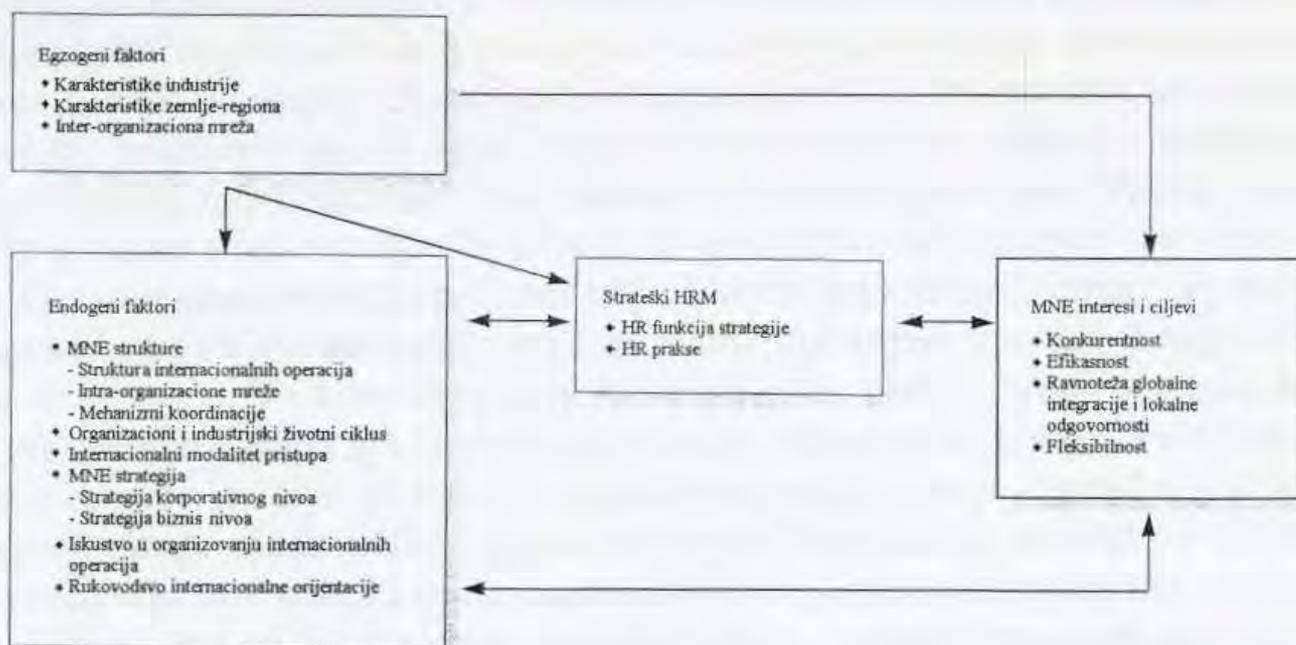 Egzogeni faktori
♦ Karakteristike industrije
♦ Karakteristike zemlje-regiona
♦ Inter-organizaciona mreža
Endogeni faktori
♦ MNE strukture
- Struktura internacionalnih operacija
- Intra-organizacione mreže
- Mehanizmi koordinacije
♦ Organizacioni i industrijski životni ciklus
♦ Internacionalni modalitet pristupa
♦ MNE strategija
- Strategija korporativnog nivoa
- Strategija biznis nivoa
♦ Iskustvo u organizovanju internacionalnih
operacija
♦ Rukovodsvo internacionalne orijentacije
Strateški HRM
♦ HR funkcija strategije
♦ HR prakse
MNE interesi i ciljevi
♦ Konkurentnost
♦ Efikasnost
♦ Ravnoteža globalne
integracije i lokalne
odgovornosti
♦ Fleksibilnost